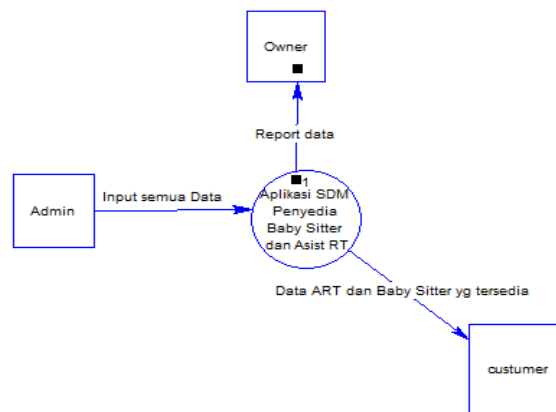 Owner
Report data
Admin
Input semua Data
1
Aplikasi SDM
Penyedia
Baby Sitter
dan Asist RT
Data ART dan Baby Sitter yg tersedia
custumer